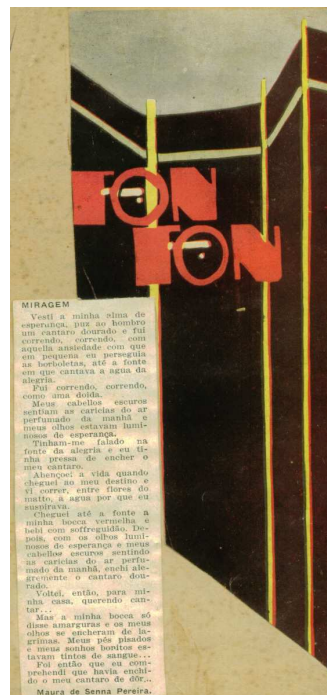 FON
FON
MIRAGEM
Vesti a minha alma de
esperança, puz ao hombro
um cantaro dourado e fui
correndo, correndo, com
aquella ansiedade com que
em pequena eu perseguia
as borboletas, até a fonte
em que cantava a agua da
alegria.
Fui correndo, correndo,
como uma doida.
Meus cabellos escuros
sentiam as caricias do ar
perfumado da manhã e
meus olhos estavam lumi-
nosos de esperança.
Tinham-me falado na
fonte da alegria e eu ti-
nha pressa de encher o
meu cantaro.
Abençoei a vida quando
cheguei ao meu destino e
vi correr, entre flores do
matto, a agua por que eu
suspirava.
Cheguei até a fonte a
minha bocca vermelha e
bebi com soffreguidão. De-
pois, com os olhos lumi-
nosos de esperança e meus
cabellos escuros sentindo
as caricias do ar perfu-
mado da manhã, enchi ale-
gremente o cantaro dou-
rado.
Voltei, então, para mi-
nha casa, querendo can-
tar...
Mas a minha bocca só
disse amarguras e os meus
olhos se encheram de la-
grimas. Meus pés pisados
e meus sonhos bonitos es-
tavam tintos de sangue...
Foi então que eu com-
prehendi que havia enchi-
do o meu cantaro de dôr...
Maura de Senna Pereira.